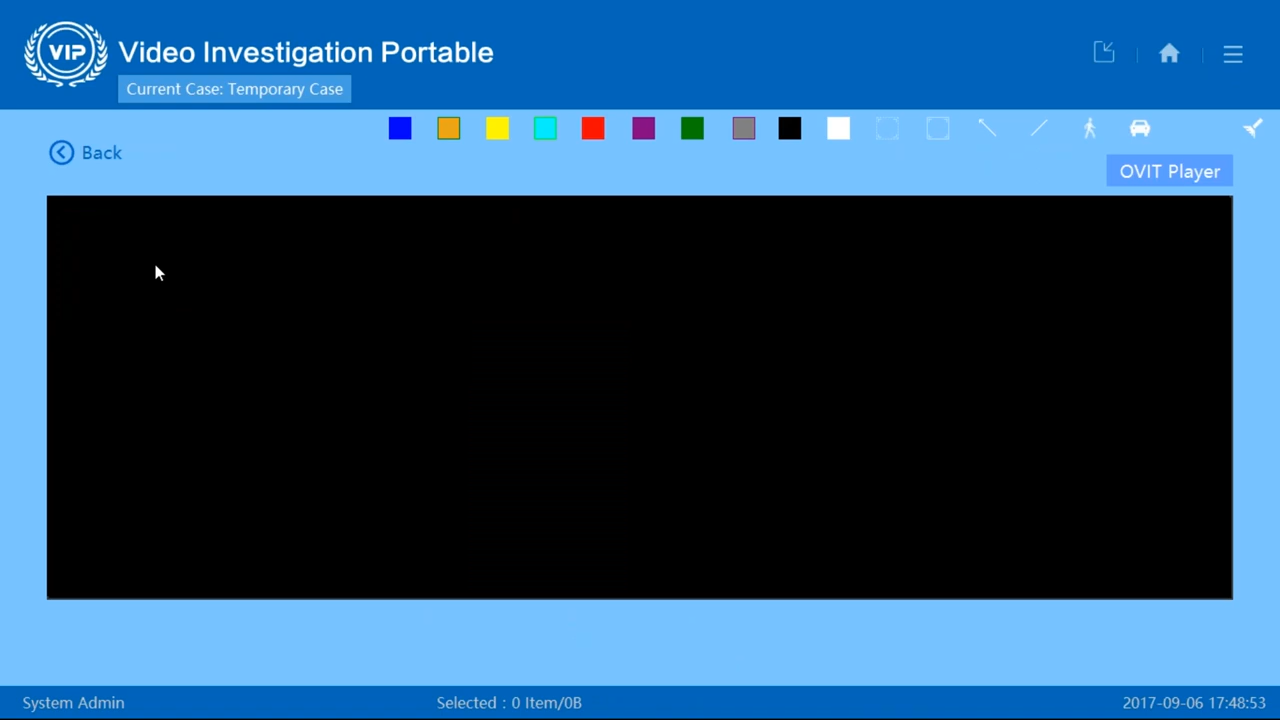 VIP
Video Investigation Portable
Current Case: Temporary Case
Back
OVIT Player
System Admin
Selected : 0 Item/0B
2017-09-06 17:48:53